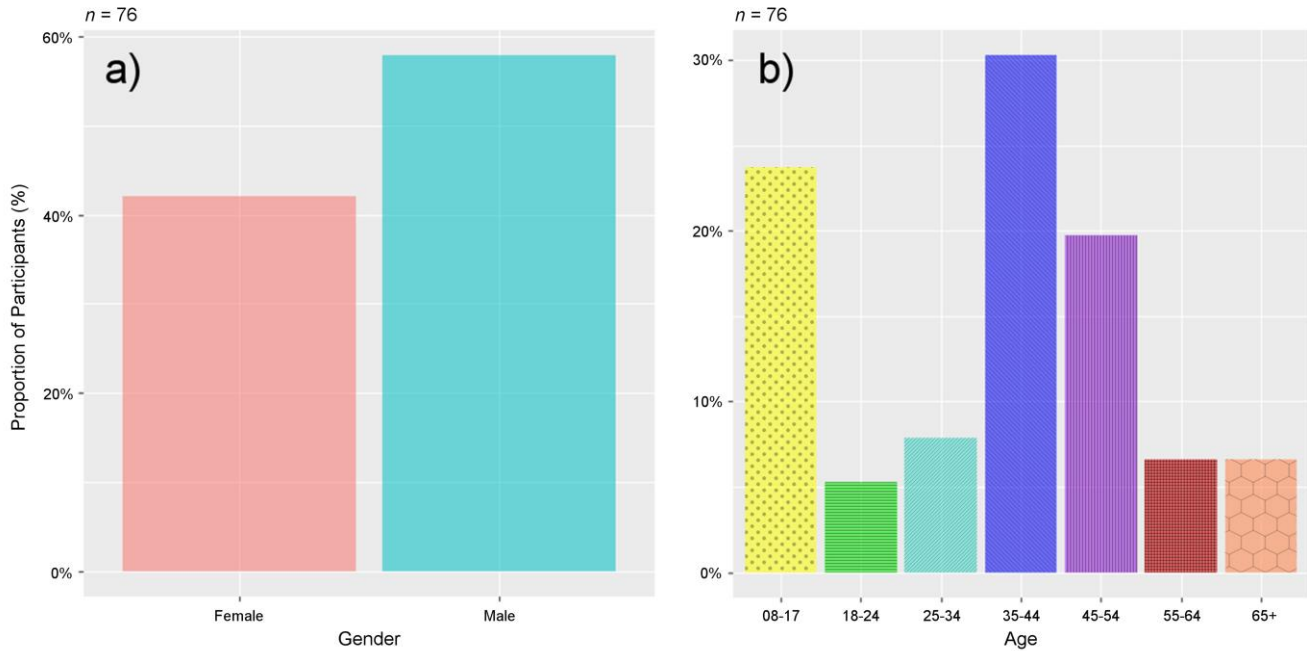 n = 76
a)
60%
40%
20%
0%
Proportion of Participants (%)
Female Male
Gender
n = 76
b)
30%
20%
10%
0%
08-17 18-24 25-34 35-44 45-54 55-64 65+
Age